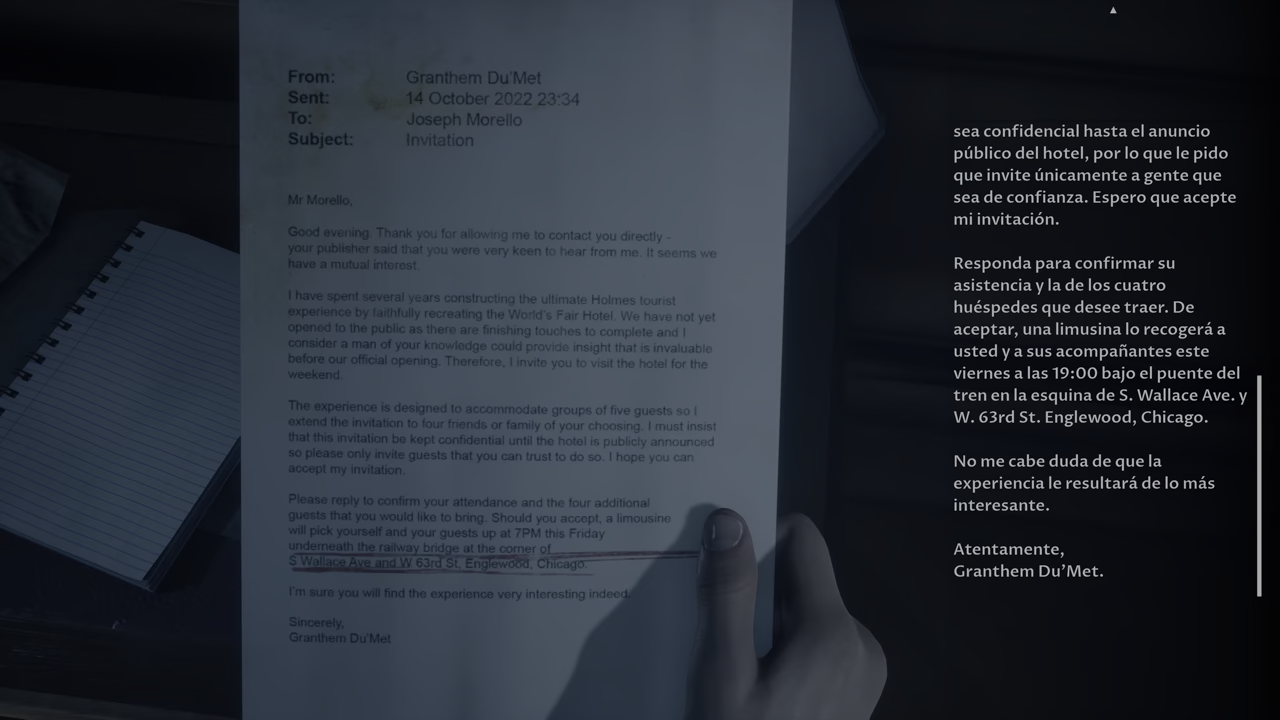 From: Granthem Du'Met
Sent: 14 October 2022 23:34
To: Joseph Morello
Subject: Invitation
Mr Morello,
Good evening. Thank you for allowing me to contact you directly –
your publisher said that you were very keen to hear from me. It seems we
have a mutual interest.
I have spent several years constructing the ultimate Holmes tourist
experience by faithfully recreating the World's Fair Hotel. We have not yet
opened to the public as there are finishing touches to complete and I
consider a man of your knowledge could provide insight that is invaluable
before our official opening. Therefore, I invite you to visit the hotel for the
weekend.
The experience is designed to accommodate groups of five guests so I
extend the invitation to four friends or family of your choosing. I must insist
that this invitation be kept confidential until the hotel is publicly announced
so please only invite guests that you can trust to do so. I hope you can
accept my invitation.
Please reply to confirm your attendance and the four additional
guests that you would like to bring. Should you accept, a limousine
will pick yourself and your guests up at 7PM this Friday
underneath the railway bridge at the corner of
S Wallace Ave and W 63rd St, Englewood, Chicago.
I'm sure you will find the experience very interesting indeed.
Sincerely,
Granthem Du'Met
sea confidencial hasta el anuncio
público del hotel, por lo que le pido
que invite únicamente a gente que
sea de confianza. Espero que acepte
mi invitación.
Responda para confirmar su
asistencia y la de los cuatro
huéspedes que desee traer. De
aceptar, una limusina lo recogerá a
usted y a sus acompañantes este
viernes a las 19:00 bajo el puente del
tren en la esquina de S. Wallace Ave. y
W. 63rd St. Englewood, Chicago.
No me cabe duda de que la
experiencia le resultará de lo más
interesante.
Atentamente,
Granthem Du'Met.